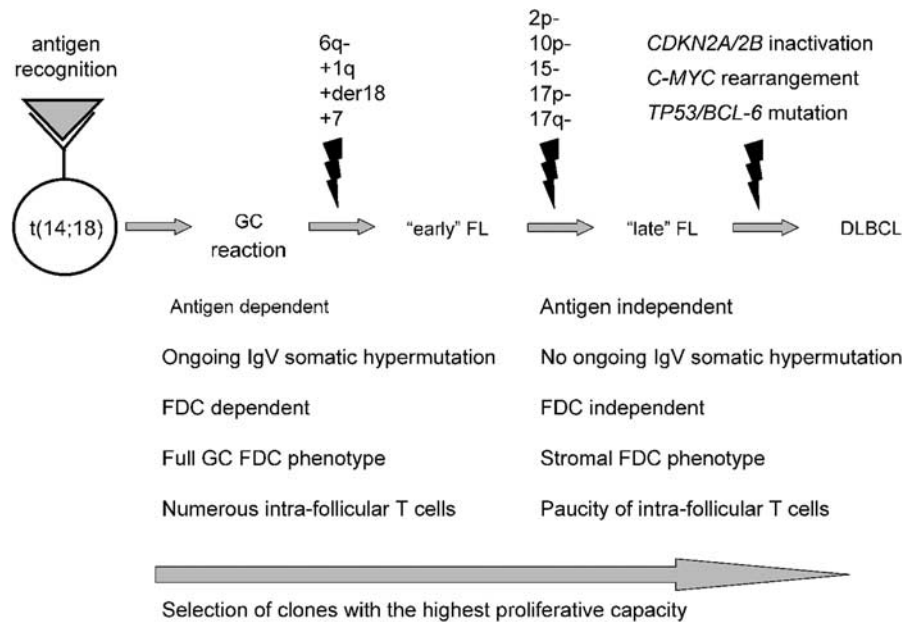 antigen
recognition
6q-
+1q
+der18
+7
2p-
10p-
15-
17p-
17q-
CDKN2A/2B inactivation
C-MYC rearrangement
TP53/BCL-6 mutation
t(14;18)
GC
reaction
“early” FL
“late” FL
DLBCL
Antigen dependent
Antigen independent
Ongoing IgV somatic hypermutation
No ongoing IgV somatic hypermutation
FDC dependent
FDC independent
Full GC FDC phenotype
Stromal FDC phenotype
Numerous intra-follicular T cells
Paucity of intra-follicular T cells
Selection of clones with the highest proliferative capacity